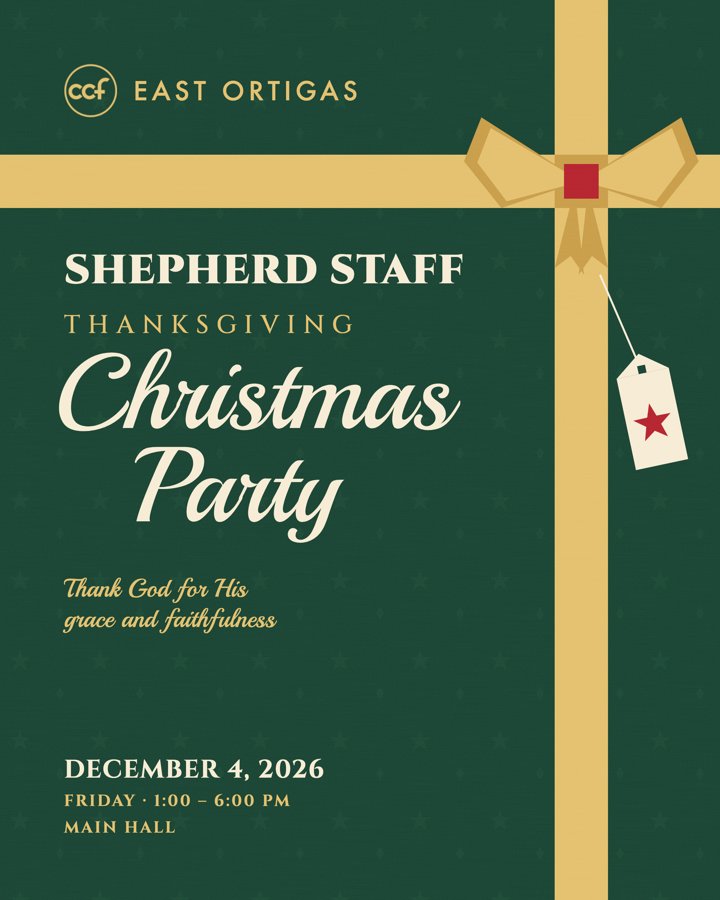 ccf EAST ORTIGAS
SHEPHERD STAFF
THANKSGIVING
Christmas
Party
Thank God for His
grace and faithfulness
DECEMBER 4, 2026
FRIDAY · 1:00 – 6:00 PM
MAIN HALL